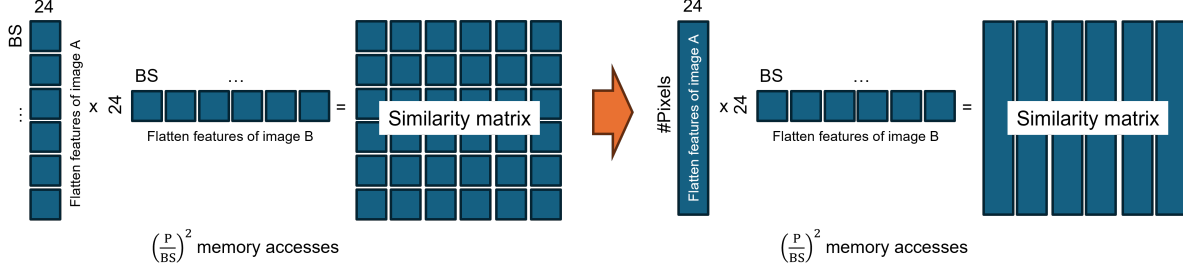 24
BS
...
Flatten features of image A
x
24
BS
...
Flatten features of image B
=
Similarity matrix
(P/BS)² memory accesses
24
#Pixels
Flatten features of image A
x
24
BS
...
Flatten features of image B
=
Similarity matrix
(P/BS)² memory accesses